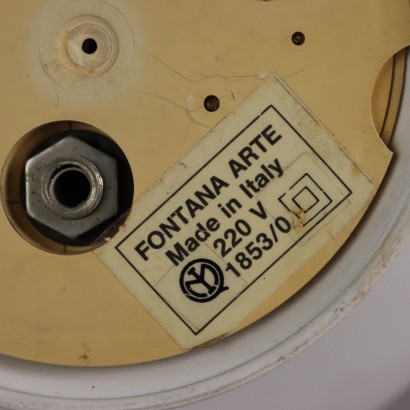 FONTANA ARTE
Made in Italy
220 V
1853/0